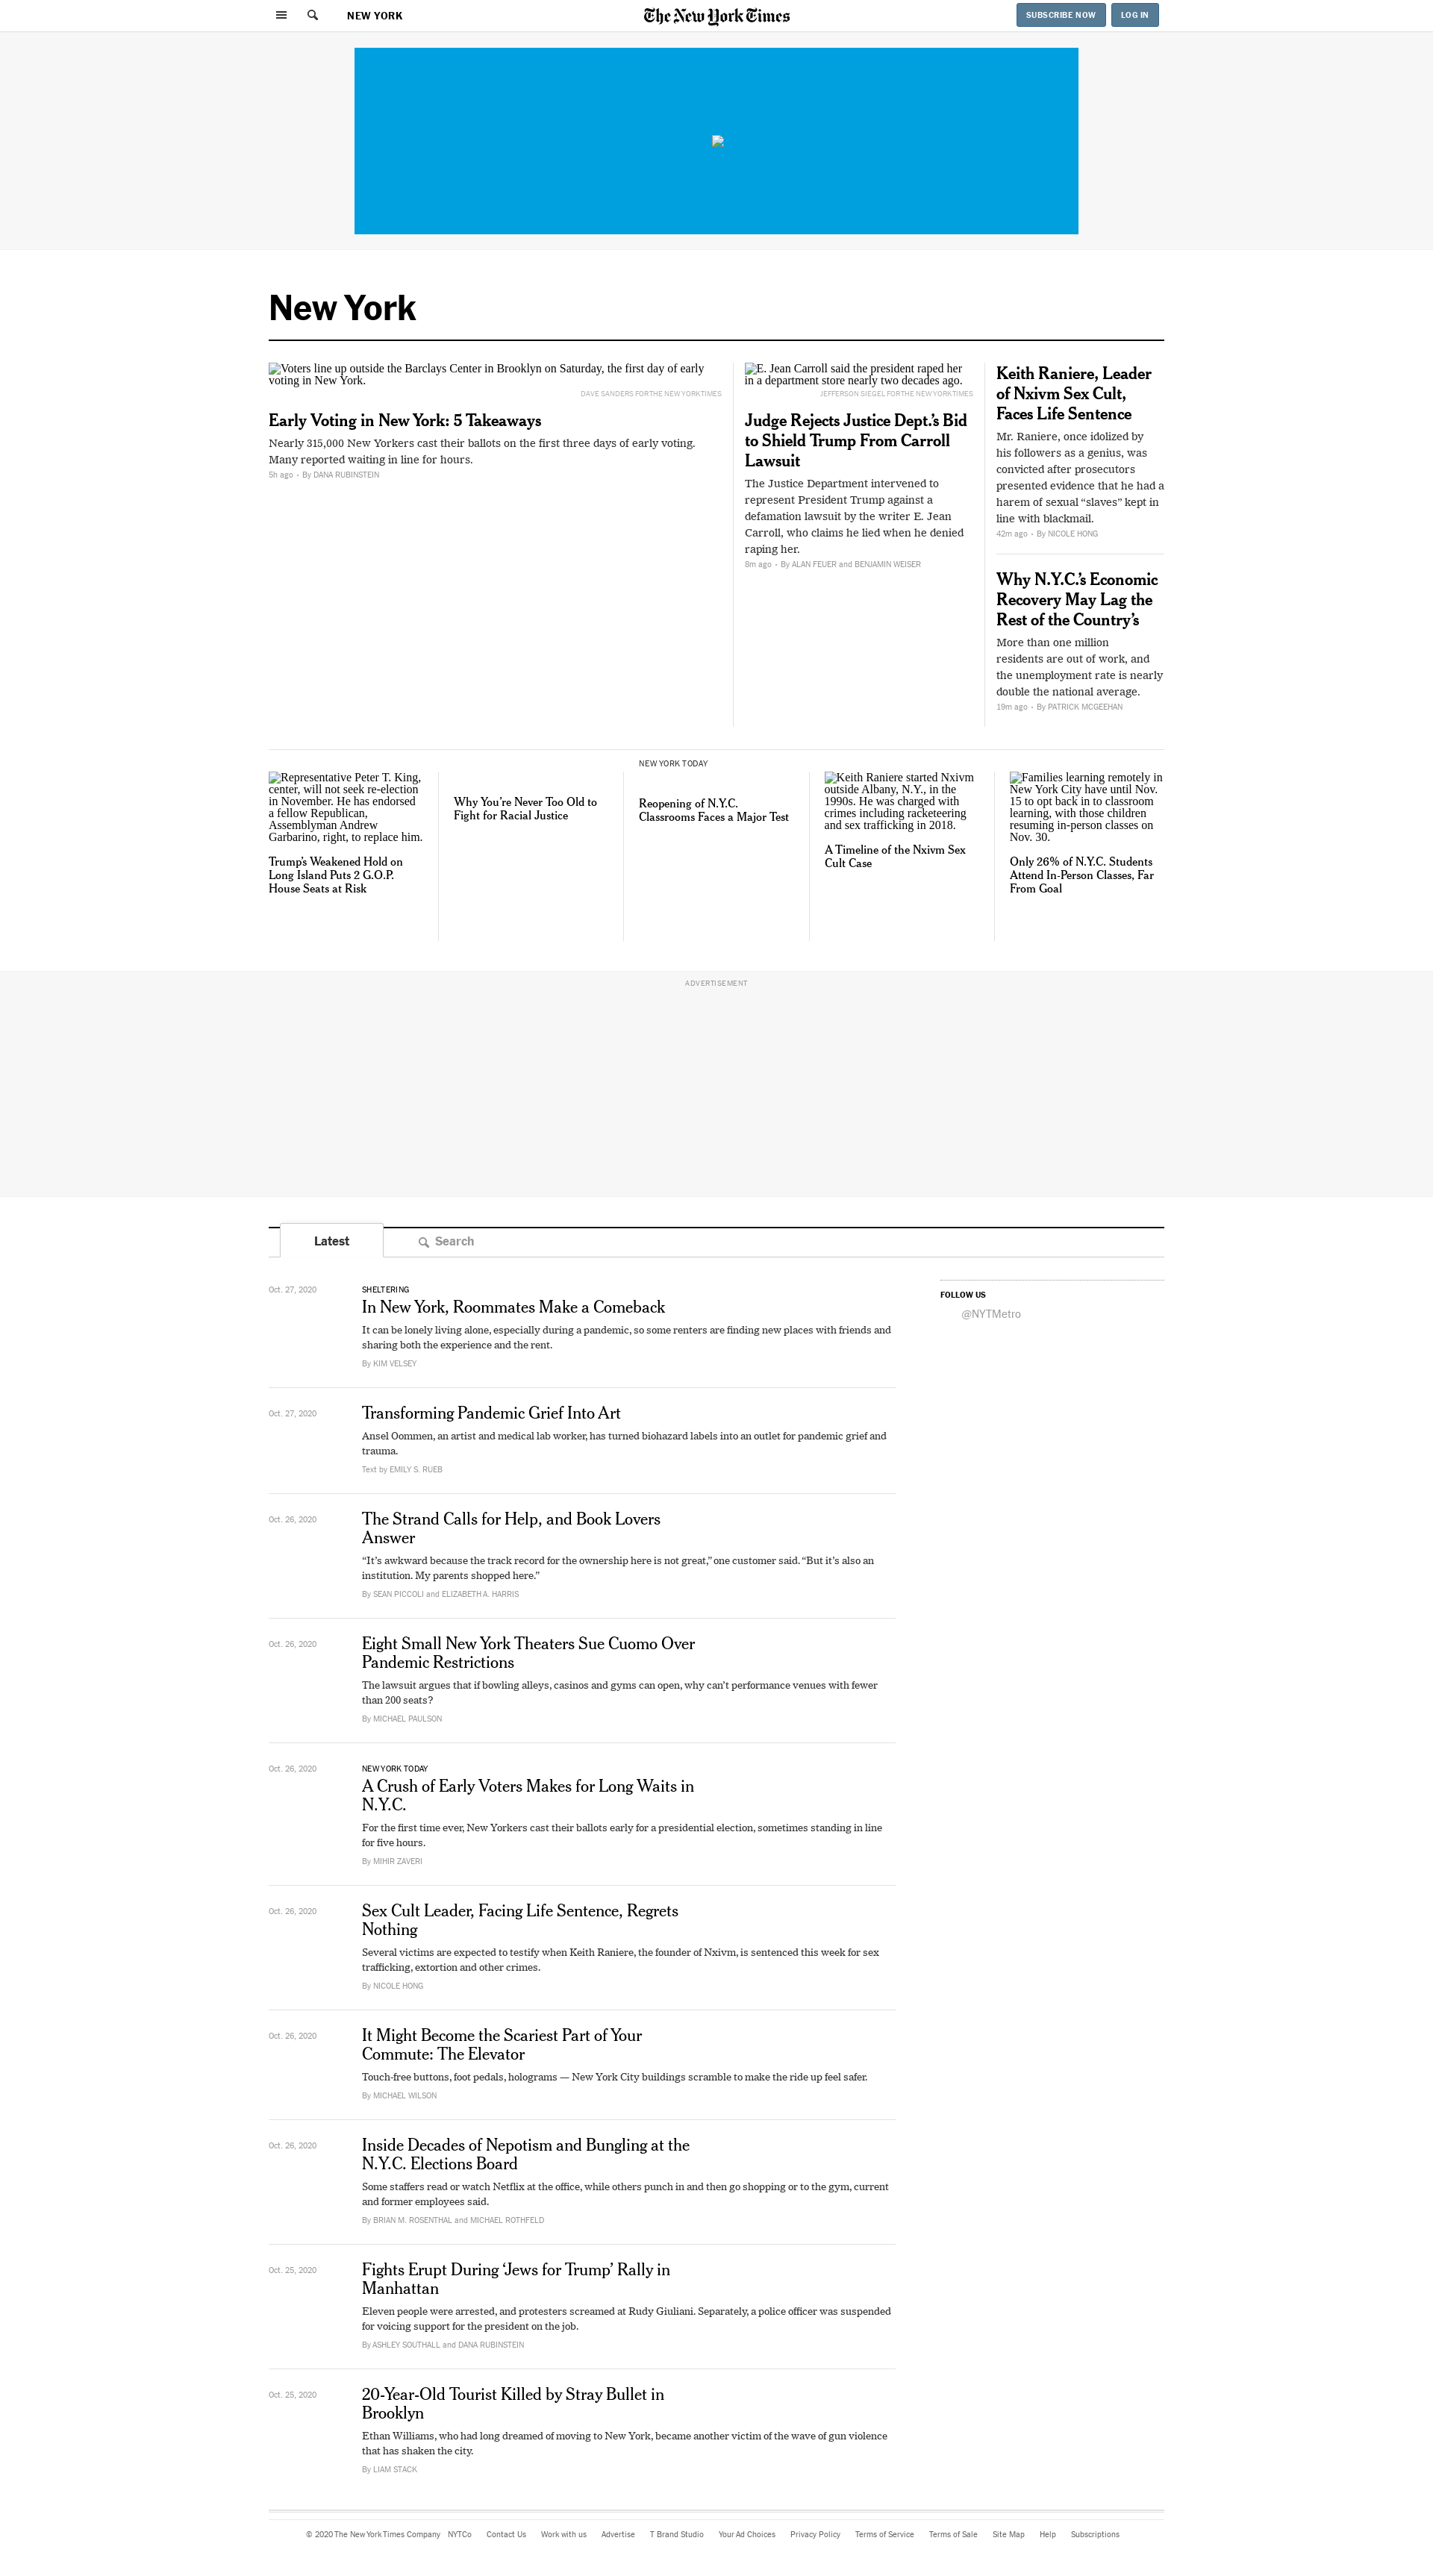 NEW YORK
The New York Times
SUBSCRIBE NOW
LOG IN
New York
Voters line up outside the Barclays Center in Brooklyn on Saturday, the first day of early
voting in New York.
DAVE SANDERS FOR THE NEW YORK TIMES
Early Voting in New York: 5 Takeaways
Nearly 315,000 New Yorkers cast their ballots on the first three days of early voting.
Many reported waiting in line for hours.
5h ago • By DANA RUBINSTEIN
E. Jean Carroll said the president raped her
in a department store nearly two decades ago.
JEFFERSON SIEGEL FOR THE NEW YORK TIMES
Judge Rejects Justice Dept.’s Bid
to Shield Trump From Carroll
Lawsuit
The Justice Department intervened to
represent President Trump against a
defamation lawsuit by the writer E. Jean
Carroll, who claims he lied when he denied
raping her.
8m ago • By ALAN FEUER and BENJAMIN WEISER
Keith Raniere, Leader
of Nxivm Sex Cult,
Faces Life Sentence
Mr. Raniere, once idolized by
his followers as a genius, was
convicted after prosecutors
presented evidence that he had a
harem of sexual “slaves” kept in
line with blackmail.
42m ago • By NICOLE HONG
Why N.Y.C.’s Economic
Recovery May Lag the
Rest of the Country’s
More than one million
residents are out of work, and
the unemployment rate is nearly
double the national average.
19m ago • By PATRICK MCGEEHAN
Representative Peter T. King,
center, will not seek re-election
in November. He has endorsed
a fellow Republican,
Assemblyman Andrew
Garbarino, right, to replace him.
Trump’s Weakened Hold on
Long Island Puts 2 G.O.P.
House Seats at Risk
Why You’re Never Too Old to
Fight for Racial Justice
NEW YORK TODAY
Reopening of N.Y.C.
Classrooms Faces a Major Test
Keith Raniere started Nxivm
outside Albany, N.Y., in the
1990s. He was charged with
crimes including racketeering
and sex trafficking in 2018.
A Timeline of the Nxivm Sex
Cult Case
Families learning remotely in
New York City have until Nov.
15 to opt back in to classroom
learning, with those children
resuming in-person classes on
Nov. 30.
Only 26% of N.Y.C. Students
Attend In-Person Classes, Far
From Goal
ADVERTISEMENT
Latest
Search
Oct. 27, 2020
SHELTERING
In New York, Roommates Make a Comeback
It can be lonely living alone, especially during a pandemic, so some renters are finding new places with friends and
sharing both the experience and the rent.
By KIM VELSEY
FOLLOW US
@NYTMetro
Oct. 27, 2020
Transforming Pandemic Grief Into Art
Ansel Oommen, an artist and medical lab worker, has turned biohazard labels into an outlet for pandemic grief and
trauma.
Text by EMILY S. RUEB
Oct. 26, 2020
The Strand Calls for Help, and Book Lovers
Answer
“It’s awkward because the track record for the ownership here is not great,” one customer said. “But it’s also an
institution. My parents shopped here.”
By SEAN PICCOLI and ELIZABETH A. HARRIS
Oct. 26, 2020
Eight Small New York Theaters Sue Cuomo Over
Pandemic Restrictions
The lawsuit argues that if bowling alleys, casinos and gyms can open, why can’t performance venues with fewer
than 200 seats?
By MICHAEL PAULSON
Oct. 26, 2020
NEW YORK TODAY
A Crush of Early Voters Makes for Long Waits in
N.Y.C.
For the first time ever, New Yorkers cast their ballots early for a presidential election, sometimes standing in line
for five hours.
By MIHIR ZAVERI
Oct. 26, 2020
Sex Cult Leader, Facing Life Sentence, Regrets
Nothing
Several victims are expected to testify when Keith Raniere, the founder of Nxivm, is sentenced this week for sex
trafficking, extortion and other crimes.
By NICOLE HONG
Oct. 26, 2020
It Might Become the Scariest Part of Your
Commute: The Elevator
Touch-free buttons, foot pedals, holograms — New York City buildings scramble to make the ride up feel safer.
By MICHAEL WILSON
Oct. 26, 2020
Inside Decades of Nepotism and Bungling at the
N.Y.C. Elections Board
Some staffers read or watch Netflix at the office, while others punch in and then go shopping or to the gym, current
and former employees said.
By BRIAN M. ROSENTHAL and MICHAEL ROTHFELD
Oct. 25, 2020
Fights Erupt During ‘Jews for Trump’ Rally in
Manhattan
Eleven people were arrested, and protesters screamed at Rudy Giuliani. Separately, a police officer was suspended
for voicing support for the president on the job.
By ASHLEY SOUTHALL and DANA RUBINSTEIN
Oct. 25, 2020
20-Year-Old Tourist Killed by Stray Bullet in
Brooklyn
Ethan Williams, who had long dreamed of moving to New York, became another victim of the wave of gun violence
that has shaken the city.
By LIAM STACK
© 2020 The New York Times Company NYTCo Contact Us Work with us Advertise T Brand Studio Your Ad Choices Privacy Policy Terms of Service Terms of Sale Site Map Help Subscriptions